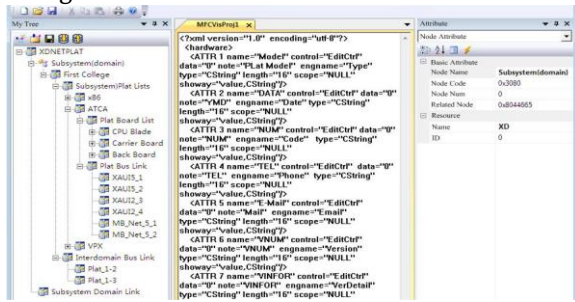 My Tree
XDNETPLAT
Subsystem(domain)
First College
Subsystem)Plat Lists
x86
ATCA
Plat Board List
CPU Blade
Carrier Board
Back Board
Plat Bus Link
XAUI5_1
XAUI5_2
XAUI2_3
XAUI2_4
MB_Net_5_1
MB_Net_5_2
VPX
Interdomain Bus Link
Plat_1-2
Plat_1-3
Subsystem Domain Link
MFCVisProj1 x
<?xml version="1.0" encoding="utf-8"?>
<hardware>
<ATTR 1 name="Model" control="EditCtrl"
data="0" note="PLat Model" engname="Type"
type="CString" length="16" scope="NULL"
showay="value,CString"/>
<ATTR 2 name="DATA" control="EditCtrl" data="0"
note="YMD" engname="Date" type="CString"
length="16" scope="NULL"
showay="value,CString"/>
<ATTR 3 name="NUM" control="EditCtrl" data="0"
note="NUM" engname="Code" type="CString"
length="16" scope="NULL"
showay="value,CString"/>
<ATTR 4 name="TEL" control="EditCtrl" data="0"
note="TEL" engname="Phone" type="CString"
length="16" scope="NULL"
showay="value,CString"/>
<ATTR 5 name="E-Mail" control="EditCtrl"
data="0" note="Mail" engname="Email"
type="CString" length="16" scope="NULL"
showay="value,CString"/>
<ATTR 6 name="VNUM" control="EditCtrl"
data="0" note="VNUM" engname="Version"
type="CString" length="16" scope="NULL"
showay="value,CString"/>
<ATTR 7 name="VINFOR" control="EditCtrl"
data="0" note="VINFOR" engname="VerDetail"
type="CString" length="16" scope="NULL"
Attribute
Node Attribute
Basic Attribute
Node Name Subsystem(domain)
Node Code 0x3080
Node Num 0
Related Node 0x8044665
Resource
Name XD
ID 0